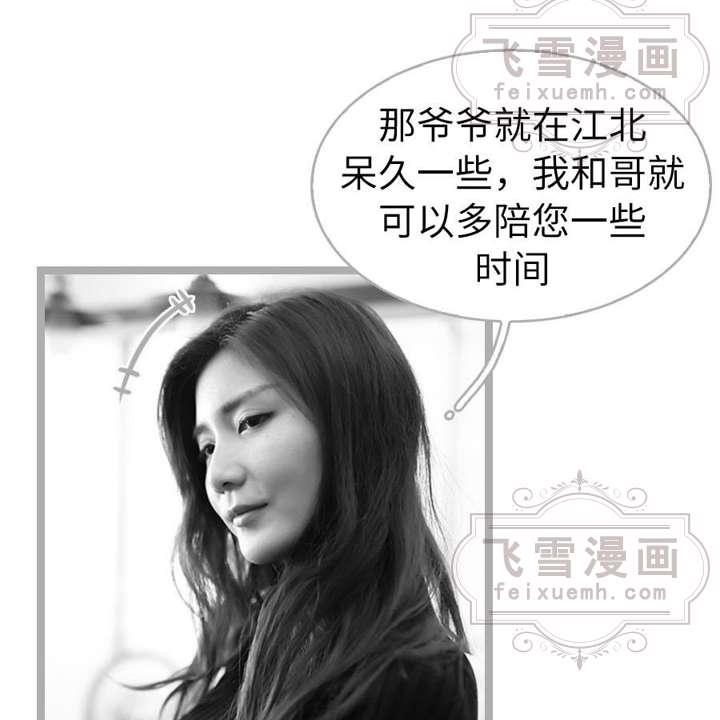 飞雪漫画
feixuemh.com
那爷爷就在江北
呆久一些，我和哥就
可以多陪您一些
时间
飞雪漫画
feixuemh.com